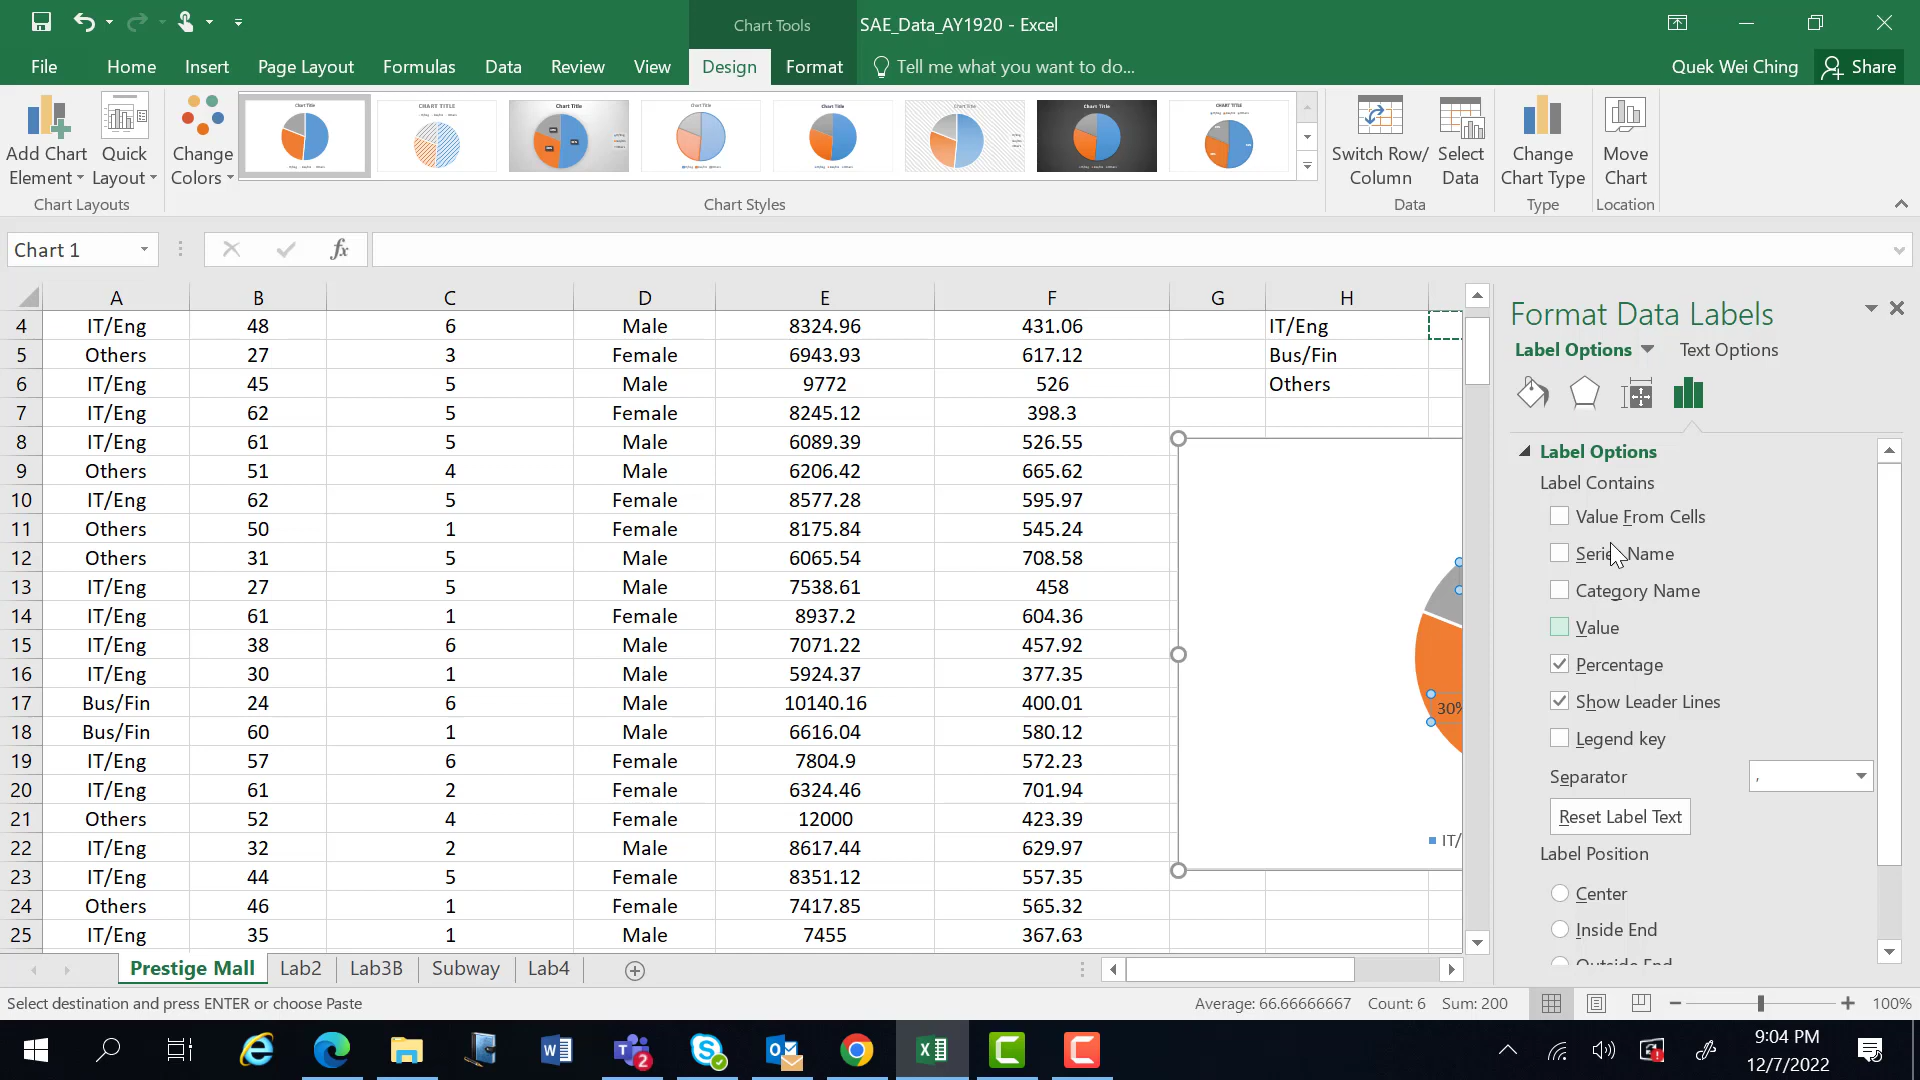 Chart Tools
SAE_Data_AY1920 - Excel
File Home Insert Page Layout Formulas Data Review View Design Format Tell me what you want to do... Quek Wei Ching Share
Add Chart Element
Quick Layout
Change Colors
Switch Row/ Column
Select Data
Change Chart Type
Move Chart
Chart Layouts Chart Styles Data Type Location
Chart 1 fx
A B C D E F G H
4 IT/Eng 48 6 Male 8324.96 431.06 IT/Eng
5 Others 27 3 Female 6943.93 617.12 Bus/Fin
6 IT/Eng 45 5 Male 9772 526 Others
7 IT/Eng 62 5 Female 8245.12 398.3
8 IT/Eng 61 5 Male 6089.39 526.55
9 Others 51 4 Male 6206.42 665.62
10 IT/Eng 62 5 Female 8577.28 595.97
11 Others 50 1 Female 8175.84 545.24
12 Others 31 5 Male 6065.54 708.58
13 IT/Eng 27 5 Male 7538.61 458
14 IT/Eng 61 1 Female 8937.2 604.36
15 IT/Eng 38 6 Male 7071.22 457.92
16 IT/Eng 30 1 Male 5924.37 377.35
17 Bus/Fin 24 6 Male 10140.16 400.01
18 Bus/Fin 60 1 Male 6616.04 580.12
19 IT/Eng 57 6 Female 7804.9 572.23
20 IT/Eng 61 2 Female 6324.46 701.94
21 Others 52 4 Female 12000 423.39
22 IT/Eng 32 2 Male 8617.44 629.97
23 IT/Eng 44 5 Female 8351.12 557.35
24 Others 46 1 Female 7417.85 565.32
25 IT/Eng 35 1 Male 7455 367.63
30%
IT/
Format Data Labels
Label Options Text Options
Label Options
Label Contains
Value From Cells
Series Name
Category Name
Value
Percentage
Show Leader Lines
Legend key
Separator ,
Reset Label Text
Label Position
Center
Inside End
Outside End
Prestige Mall Lab2 Lab3B Subway Lab4
Select destination and press ENTER or choose Paste Average: 66.66666667 Count: 6 Sum: 200 100%
2
9:04 PM
12/7/2022